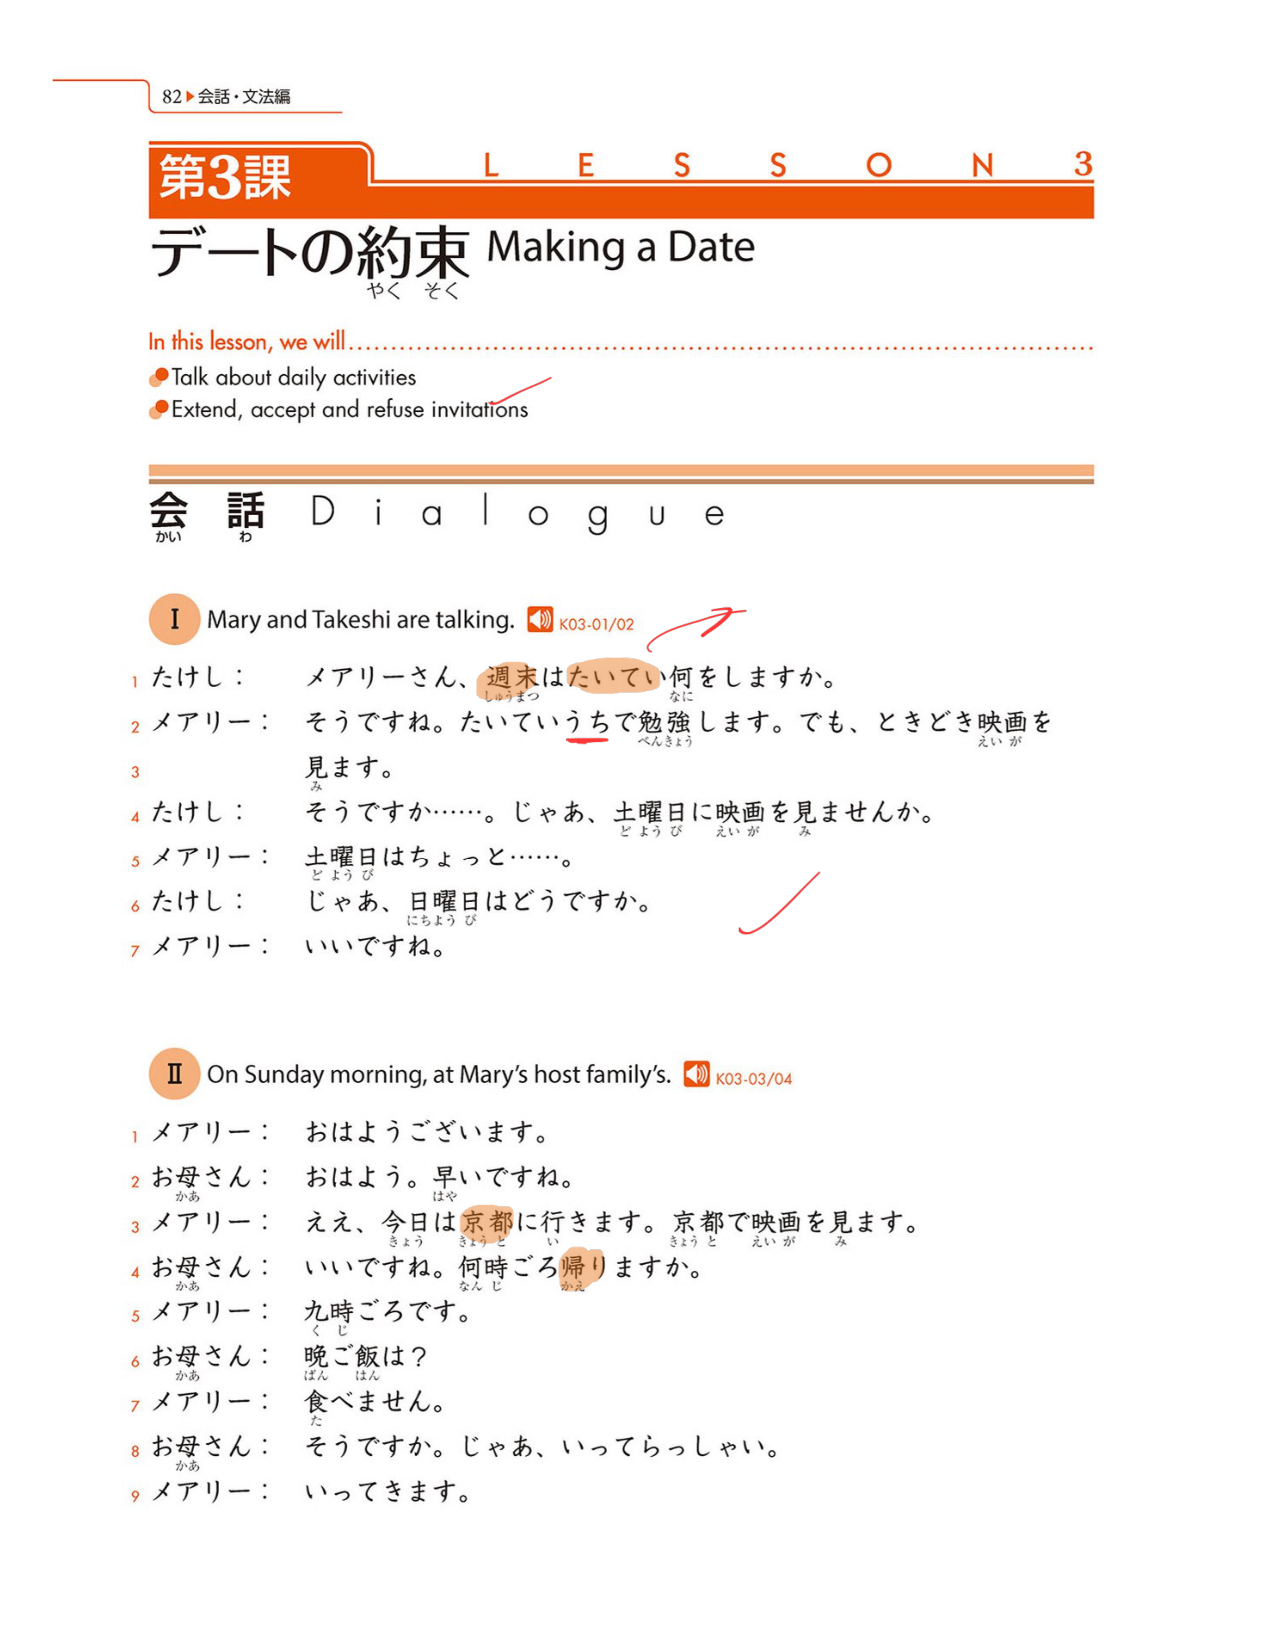 82▶会話・文法編
第3課
LESSON 3
デートの約束 Making a Date
やく そく
In this lesson, we will
Talk about daily activities
Extend, accept and refuse invitations
会話 Dialogue
かい わ
I Mary and Takeshi are talking. K03-01/02
1 たけし： メアリーさん、週末はたいてい何をしますか。
しゅうまつ なに
2 メアリー： そうですね。たいていうちで勉強します。でも、ときどき映画を
べんきょう えい が
3 見ます。
み
4 たけし： そうですか……。じゃあ、土曜日に映画を見ませんか。
ど よう び えい が み
5 メアリー： 土曜日はちょっと……。
ど よう び
6 たけし： じゃあ、日曜日はどうですか。
にちよう び
7 メアリー： いいですね。
II On Sunday morning, at Mary's host family's. K03-03/04
1 メアリー： おはようございます。
2 お母さん： おはよう。早いですね。
かあ はや
3 メアリー： ええ、今日は京都に行きます。京都で映画を見ます。
きょう きょう と い きょう と えい が み
4 お母さん： いいですね。何時ごろ帰りますか。
かあ なん じ かえ
5 メアリー： 九時ごろです。
く じ
6 お母さん： 晩ご飯は？
かあ ばん はん
7 メアリー： 食べません。
た
8 お母さん： そうですか。じゃあ、いってらっしゃい。
かあ
9 メアリー： いってきます。